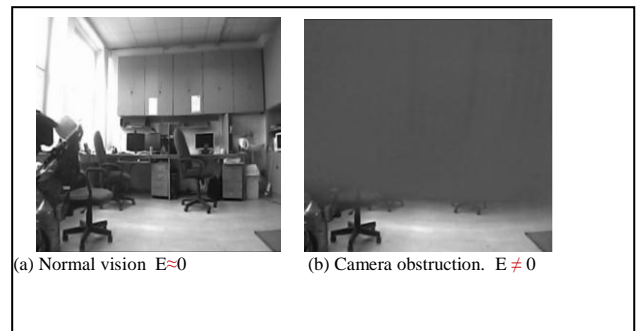 (a) Normal vision E≈0
(b) Camera obstruction. E ≠ 0